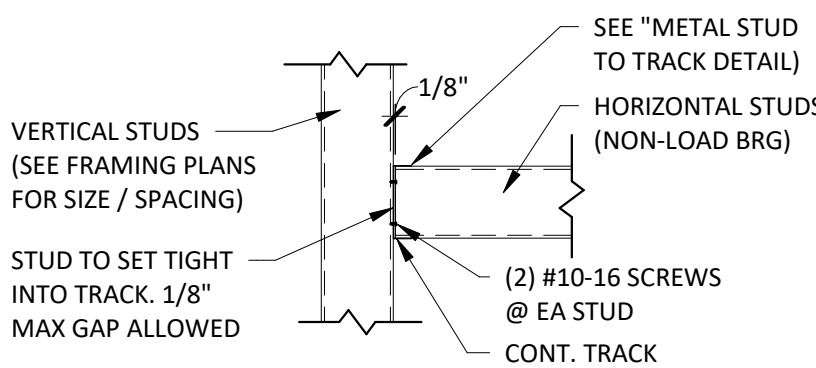 SEE "METAL STUD
TO TRACK DETAIL)
1/8"
HORIZONTAL STUDS
(NON-LOAD BRG)
VERTICAL STUDS
(SEE FRAMING PLANS
FOR SIZE / SPACING)
STUD TO SET TIGHT
INTO TRACK. 1/8"
MAX GAP ALLOWED
(2) #10-16 SCREWS
@ EA STUD
CONT. TRACK